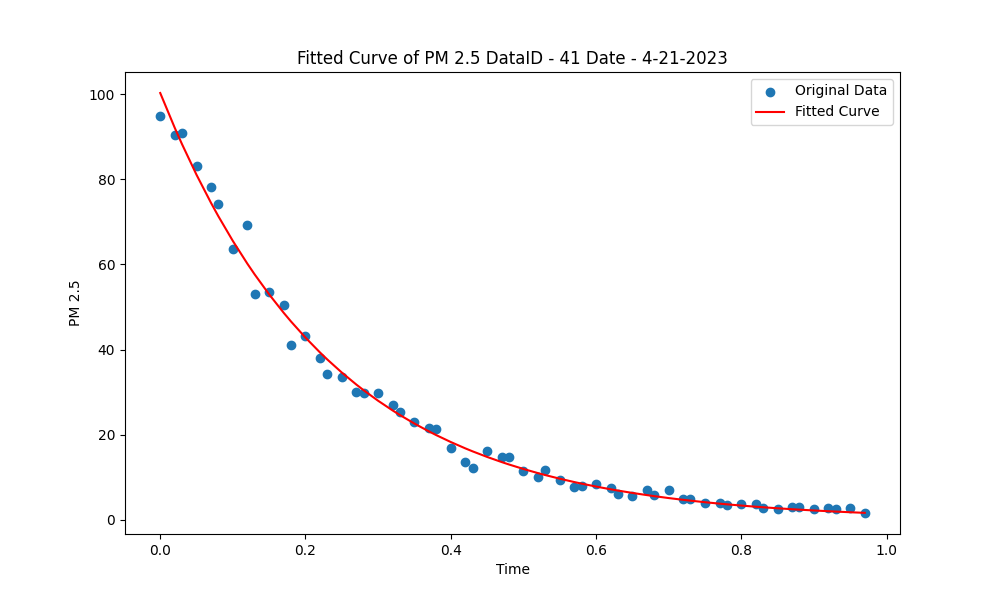 Fitted Curve of PM 2.5 DataID - 41 Date - 4-21-2023
Original Data
Fitted Curve
100
80
60
40
20
0
PM 2.5
0.0 0.2 0.4 0.6 0.8 1.0
Time